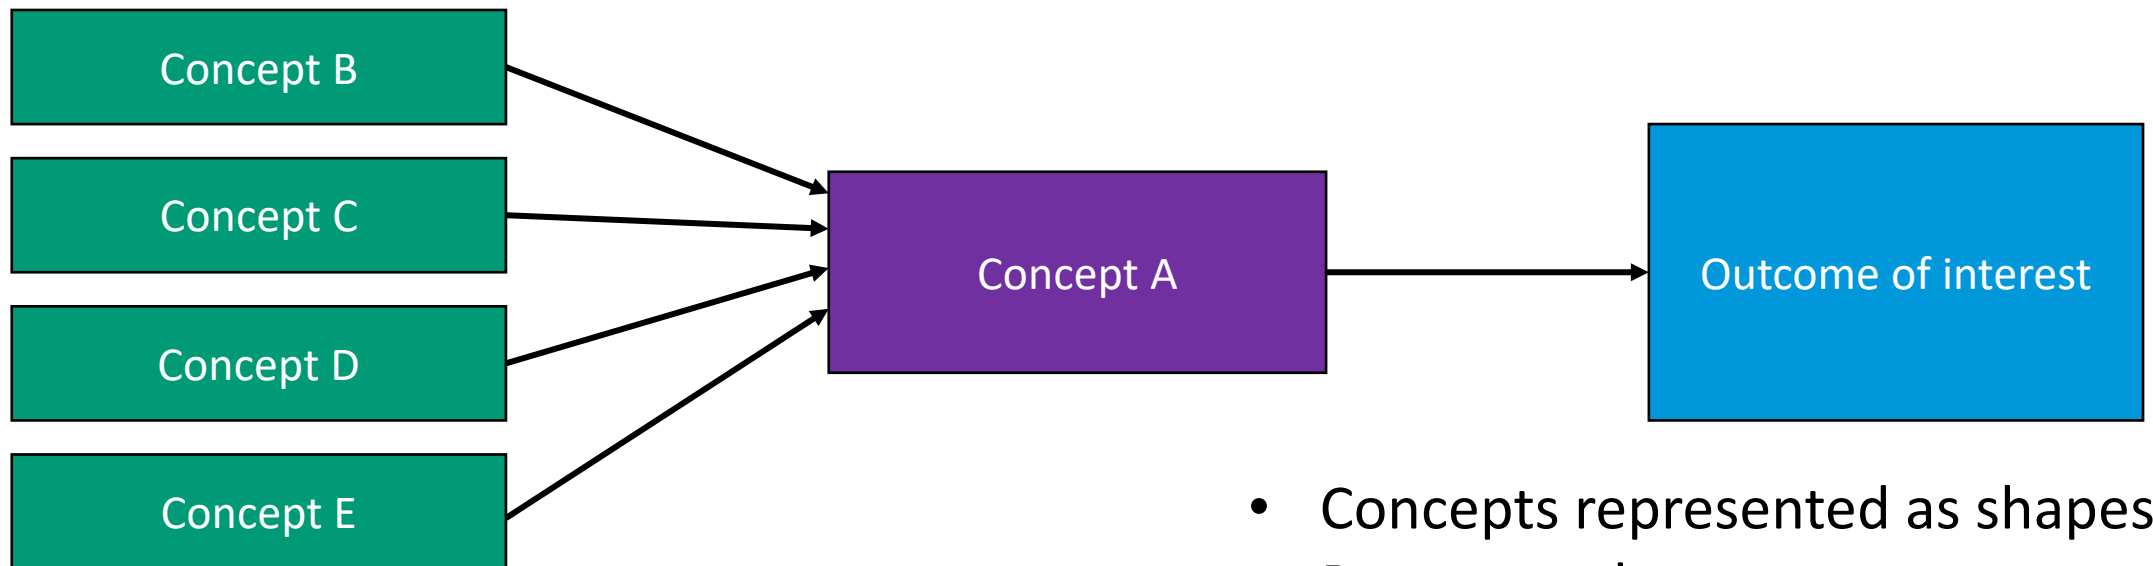 Concept B
Concept C
Concept D
Concept E
Concept A
Outcome of interest
• Concepts represented as shapes